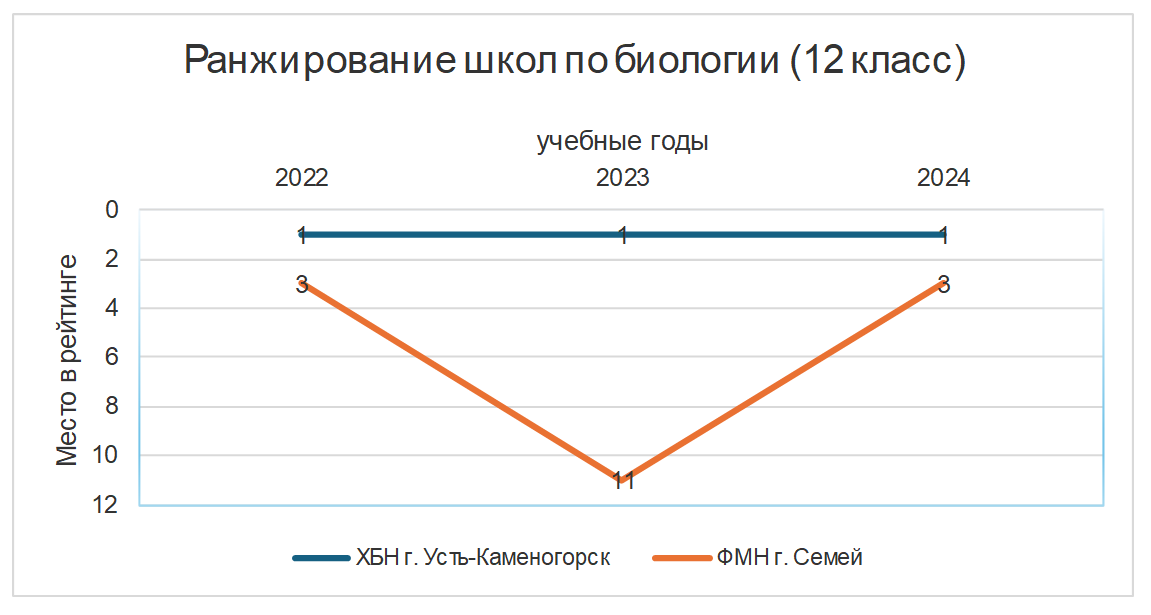 Ранжирование школ по биологии (12 класс)
учебные годы
2022 2023 2024
0
2
4
6
8
10
12
Место в рейтинге
1 1 1
3 11 3
ХБН г. Усть-Каменогорск ФМН г. Семей